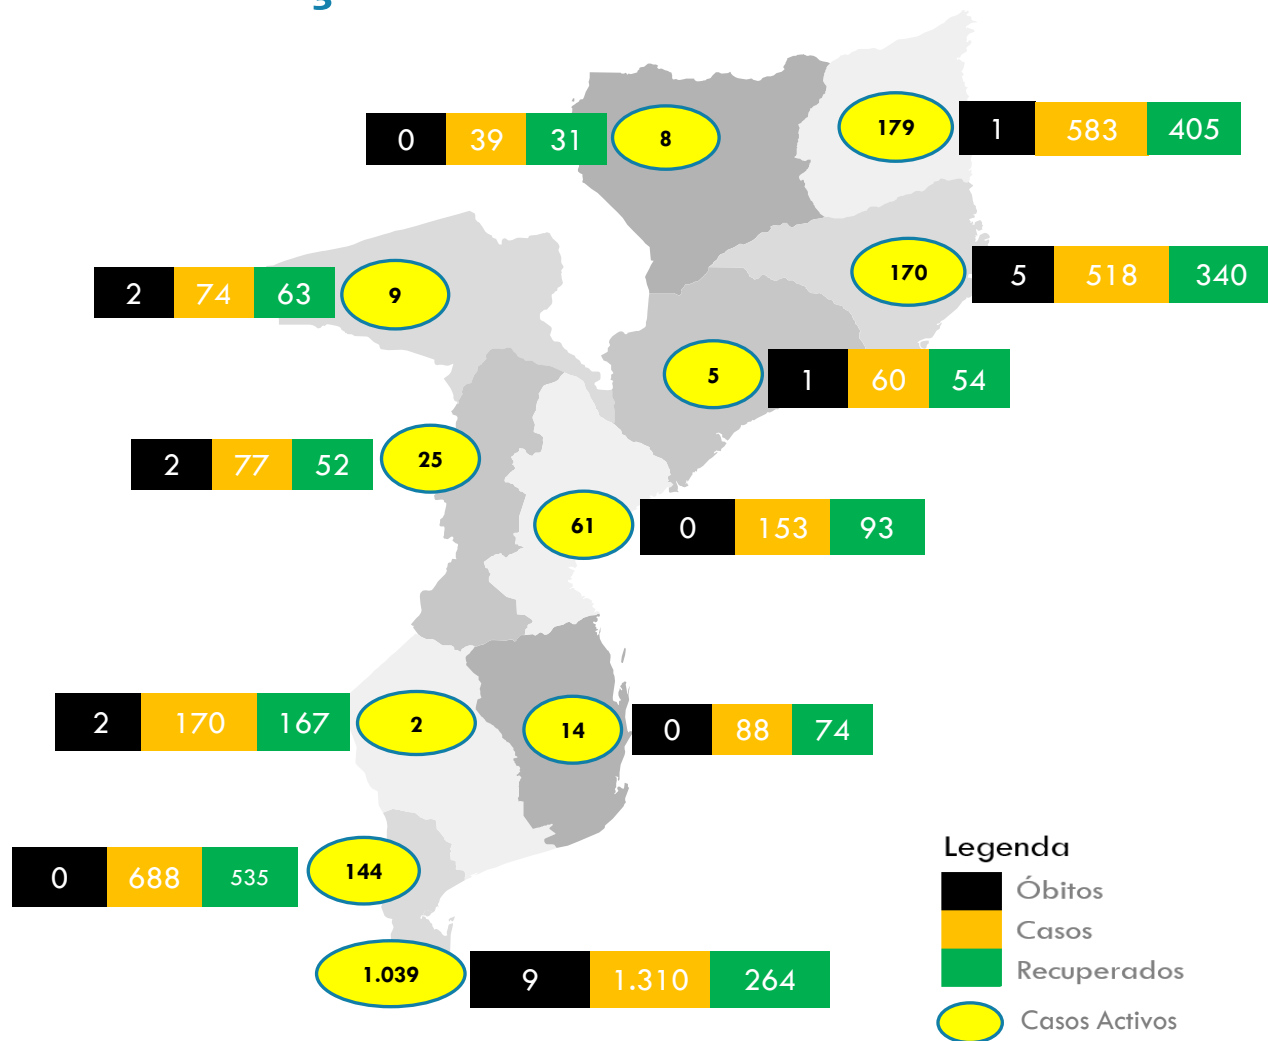 179 1 583 405
0 39 31 8
170 5 518 340
2 74 63 9
5 1 60 54
2 77 52 25
61 0 153 93
2 170 167 2
14 0 88 74
0 688 535 144
1.039 9 1.310 264
Legenda
Óbitos
Casos
Recuperados
Casos Activos